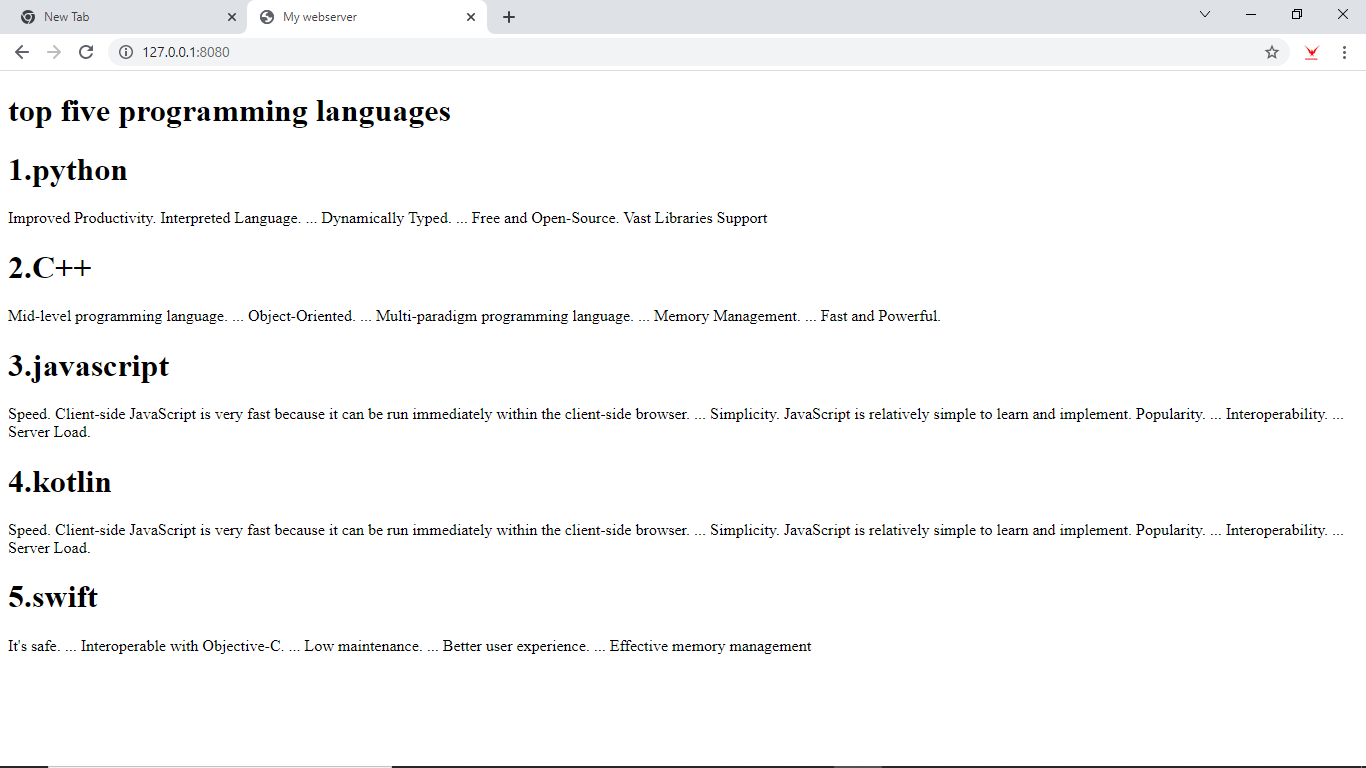 New Tab
My webserver
127.0.0.1:8080
top five programming languages
1.python
Improved Productivity. Interpreted Language. ... Dynamically Typed. ... Free and Open-Source. Vast Libraries Support
2.C++
Mid-level programming language. ... Object-Oriented. ... Multi-paradigm programming language. ... Memory Management. ... Fast and Powerful.
3.javascript
Speed. Client-side JavaScript is very fast because it can be run immediately within the client-side browser. ... Simplicity. JavaScript is relatively simple to learn and implement. Popularity. ... Interoperability. ...
Server Load.
4.kotlin
Speed. Client-side JavaScript is very fast because it can be run immediately within the client-side browser. ... Simplicity. JavaScript is relatively simple to learn and implement. Popularity. ... Interoperability. ...
Server Load.
5.swift
It's safe. ... Interoperable with Objective-C. ... Low maintenance. ... Better user experience. ... Effective memory management